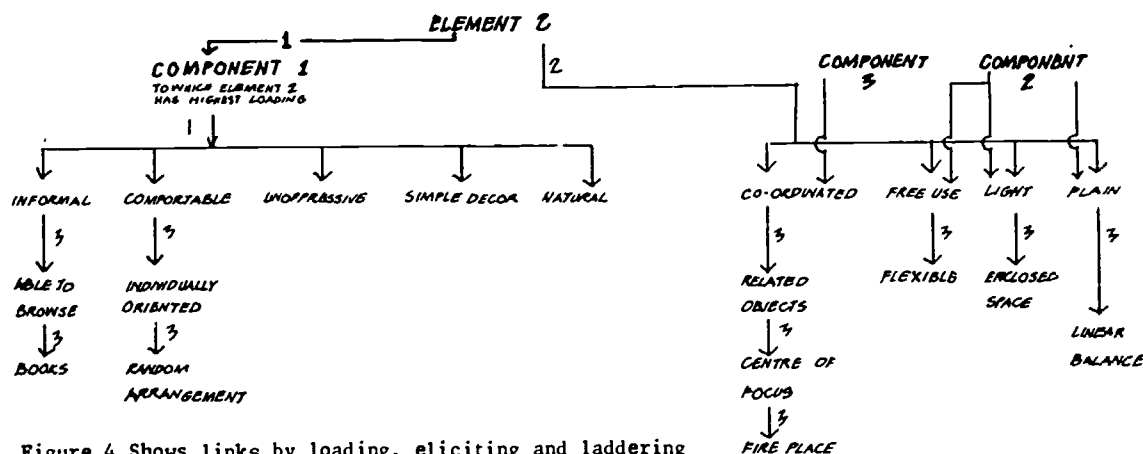 ELEMENT 2
1
2
COMPONENT 1
TO WHICH ELEMENT 2
HAS HIGHEST LOADING
1
COMPONENT
3
COMPONENT
2
INFORMAL COMFORTABLE UNOPPRESSIVE SIMPLE DECOR NATURAL CO-ORDINATED FREE USE LIGHT PLAIN
3 3 3 3 3 3
ABLE TO
BROWSE
INDIVIDUALLY
ORIENTED
RELATED
OBJECTS
FLEXIBLE
ENCLOSED
SPACE
LINEAR
BALANCE
3 3 3
BOOKS
RANDOM
ARRANGEMENT
CENTRE OF
FOCUS
3
FIRE PLACE
Figure 4 Shows links by loading, eliciting and laddering